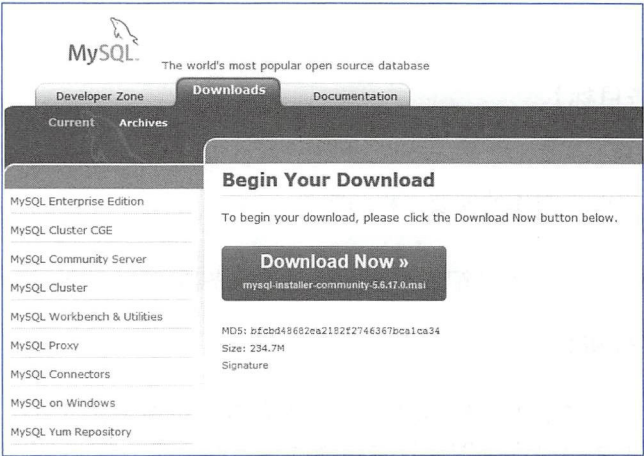 MySQL
The world's most popular open source database
Developer Zone
Downloads
Documentation
Current
Archives
MySQL Enterprise Edition
MySQL Cluster CGE
MySQL Community Server
MySQL Cluster
MySQL Workbench & Utilities
MySQL Proxy
MySQL Connectors
MySQL on Windows
MySQL Yum Repository
Begin Your Download
To begin your download, please click the Download Now button below.
Download Now »
mysql-installer-community-5.6.17.0.msi
MD5: bfcbd48682ea2182f2746367bca1ca34
Size: 234.7M
Signature